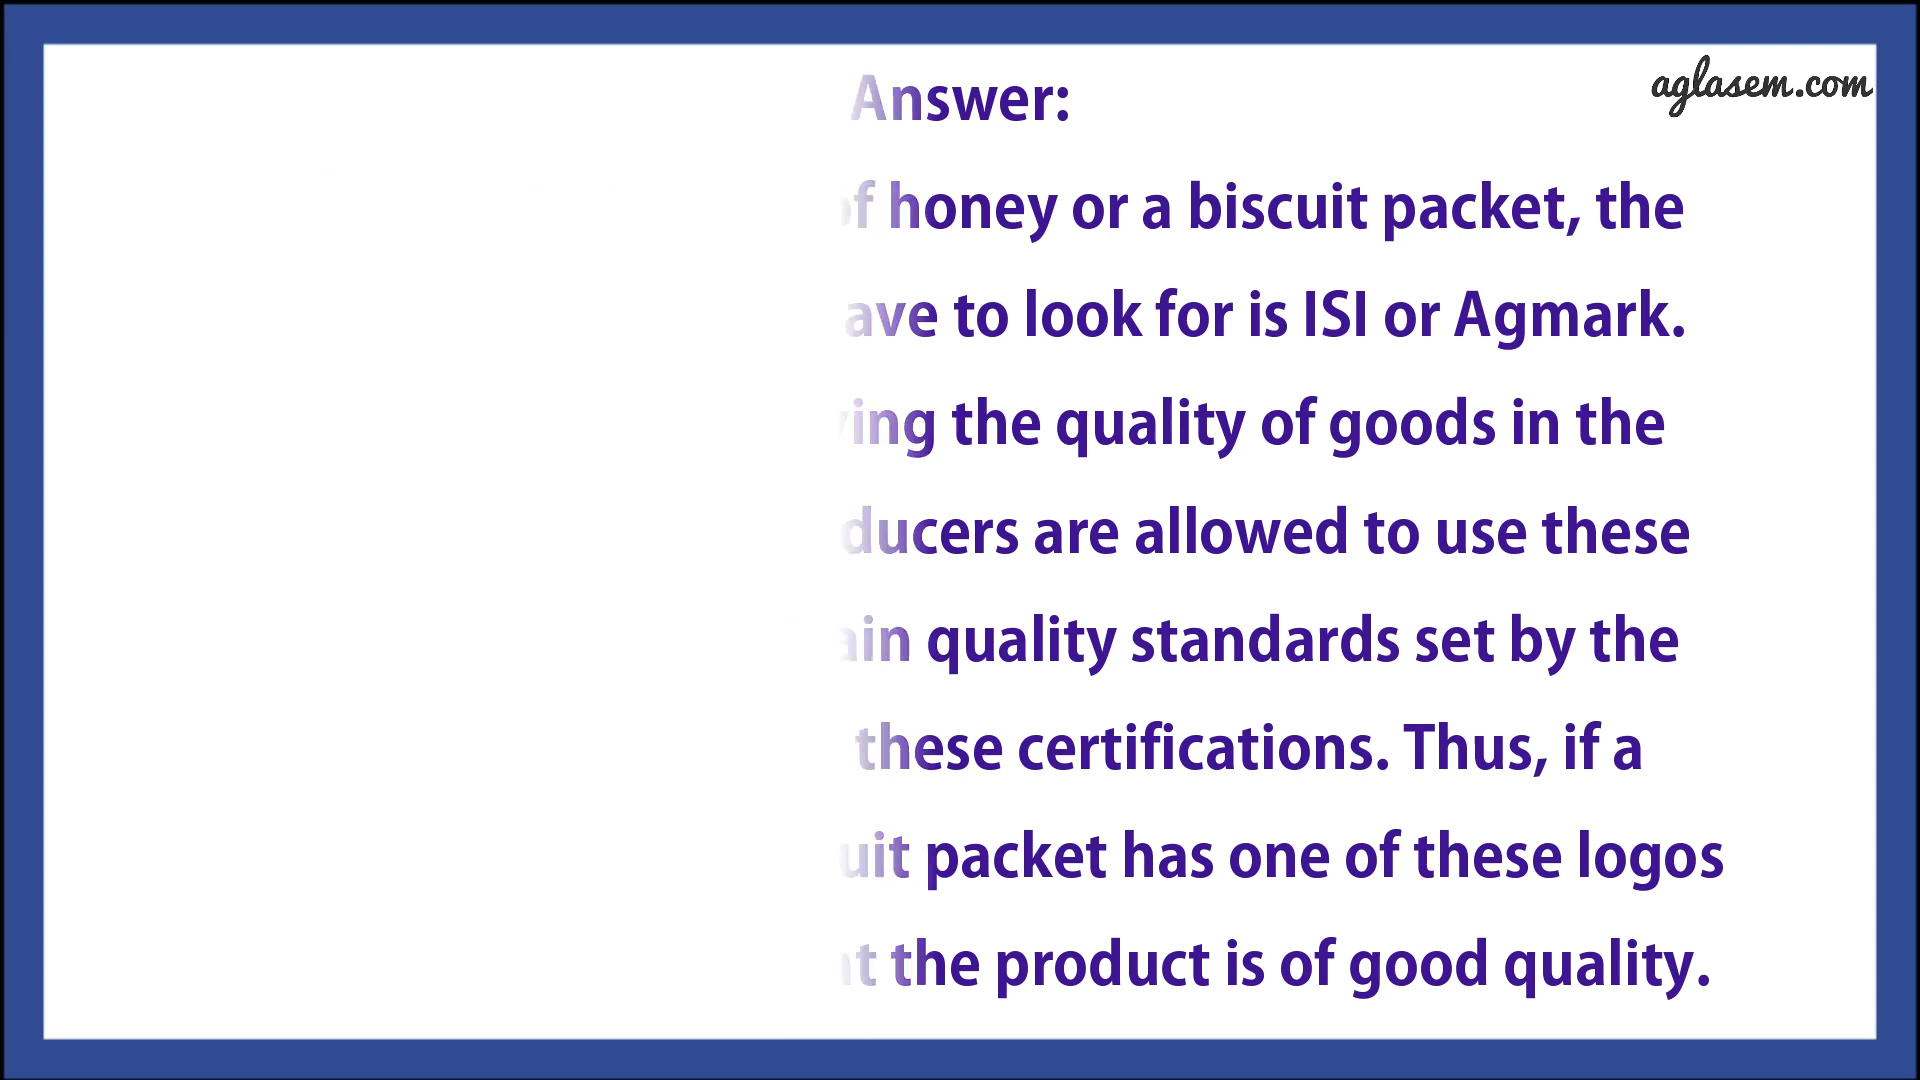 aglasem.com
Answer:
of honey or a biscuit packet, the
to look for is ISI or Agmark.
the quality of goods in the
are allowed to use these
quality standards set by the
these certifications. Thus, if a
packet has one of these logos
the product is of good quality.